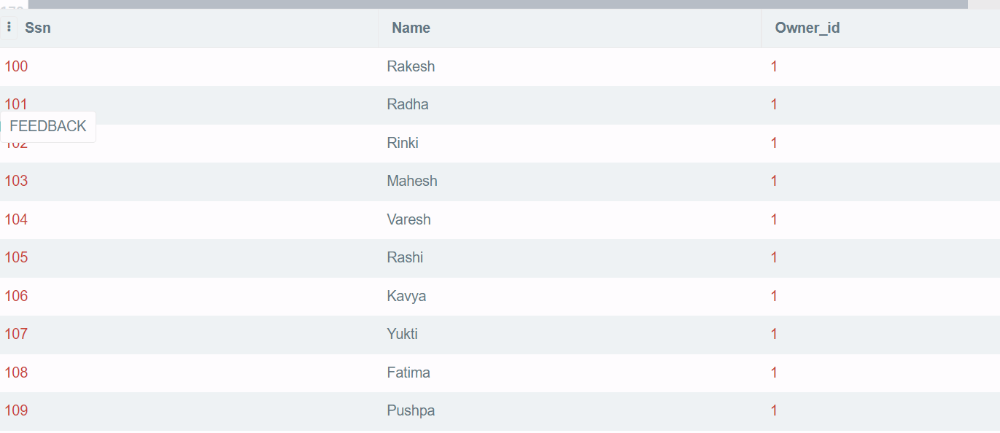 Ssn Name Owner_id
100 Rakesh 1
101 Radha 1
FEEDBACK
102 Rinki 1
103 Mahesh 1
104 Varesh 1
105 Rashi 1
106 Kavya 1
107 Yukti 1
108 Fatima 1
109 Pushpa 1